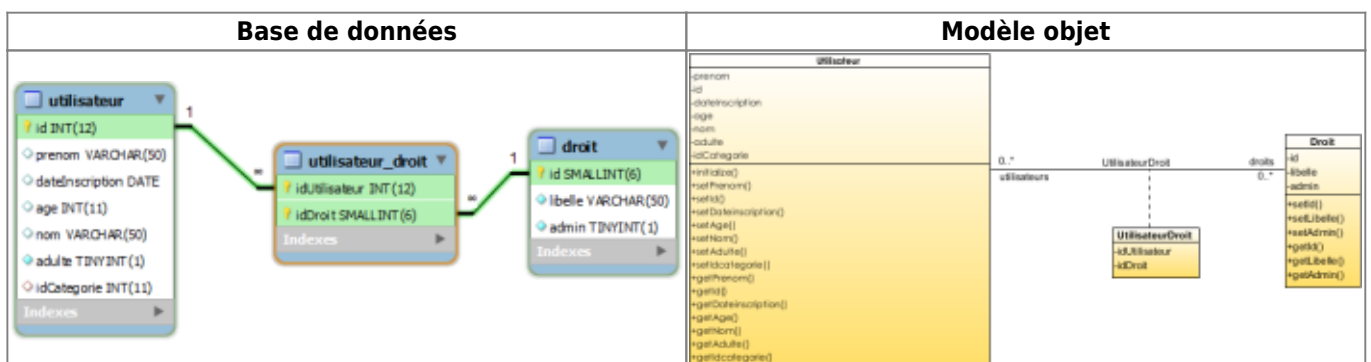 Base de données
Modèle objet
utilisateur
id INT(12)
prenom VARCHAR(50)
dateInscription DATE
age INT(11)
nom VARCHAR(50)
adulte TINYINT(1)
idCategorie INT(11)
Indexes
1
∞
utilisateur_droit
idUtilisateur INT(12)
idDroit SMALLINT(6)
Indexes
∞
1
droit
id SMALLINT(6)
libelle VARCHAR(50)
admin TINYINT(1)
Indexes
Utilisateur
-prenom
-id
-dateInscription
-age
-nom
-adulte
-idCategorie
+initialize()
+setPrenom()
+setId()
+setDateinscription()
+setAge()
+setNom()
+setAdulte()
+setIdcategorie()
+getPrenom()
+getId()
+getDateinscription()
+getAge()
+getNom()
+getAdulte()
+getIdcategorie()
0..*
utilisateurs
UtilisateurDroit
droits
0..*
UtilisateurDroit
-idUtilisateur
-idDroit
Droit
-id
-libelle
-admin
+setId()
+setLibelle()
+setAdmin()
+getId()
+getLibelle()
+getAdmin()